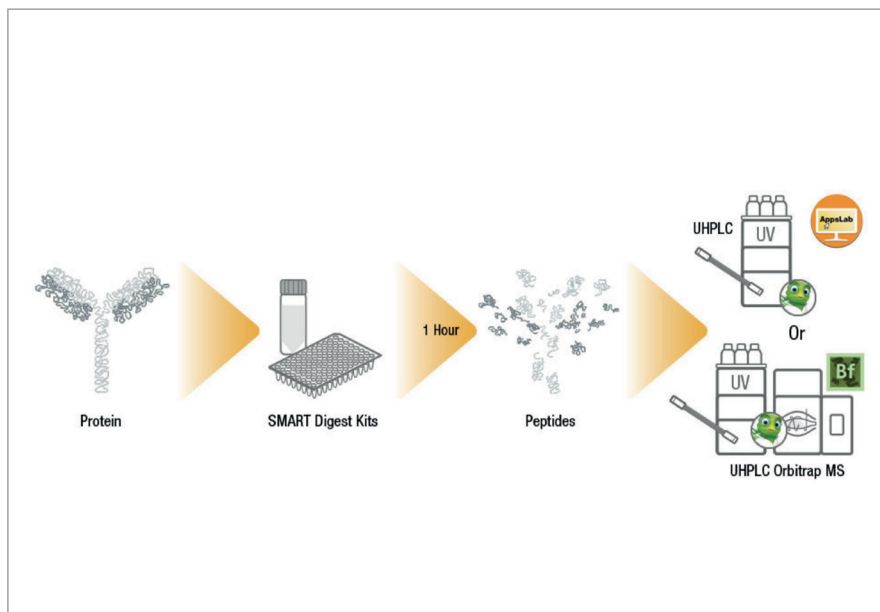 Protein
SMART Digest Kits
1 Hour
Peptides
UHPLC
UV
AppsLab
Or
UV
Bf
UHPLC Orbitrap MS